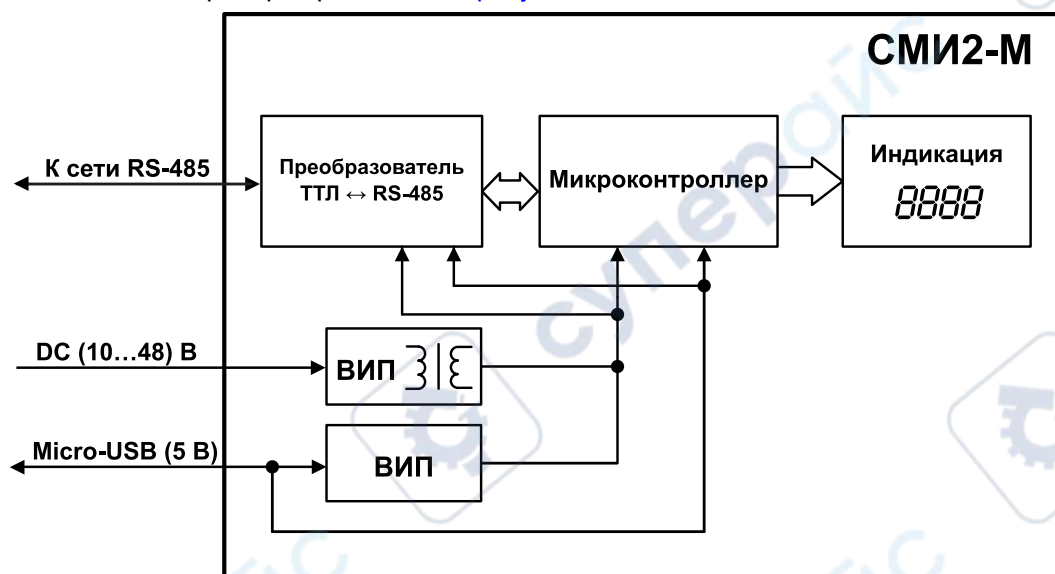 СМИ2-М
К сети RS-485
Преобразователь
ТТЛ ↔ RS-485
Микроконтроллер
Индикация
8888
DC (10...48) В
ВИП
Micro-USB (5 В)
ВИП
суперайс